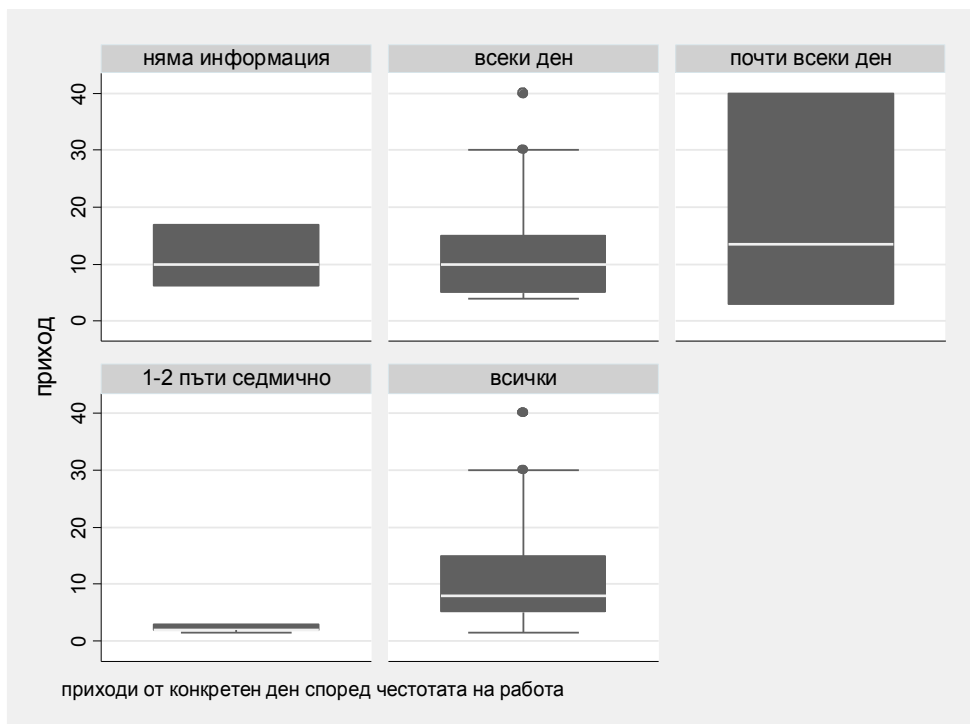 няма информация
всеки ден
почти всеки ден
40
30
20
10
0
приход
1-2 пъти седмично
всички
40
30
20
10
0
приходи от конкретен ден според честотата на работа